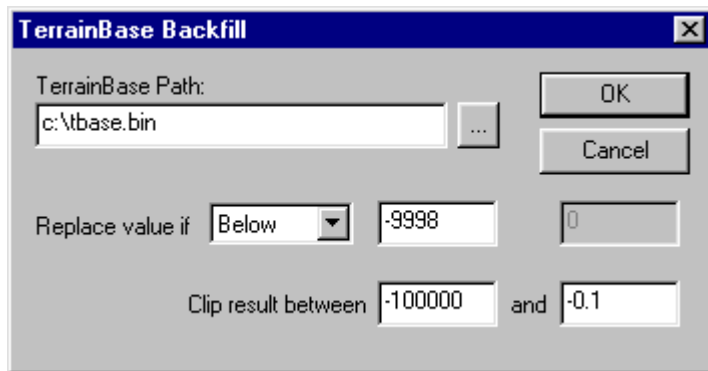 TerrainBase Backfill
TerrainBase Path:
c:\tbase.bin ... OK
Cancel
Replace value if Below -9998 0
Clip result between -100000 and -0.1